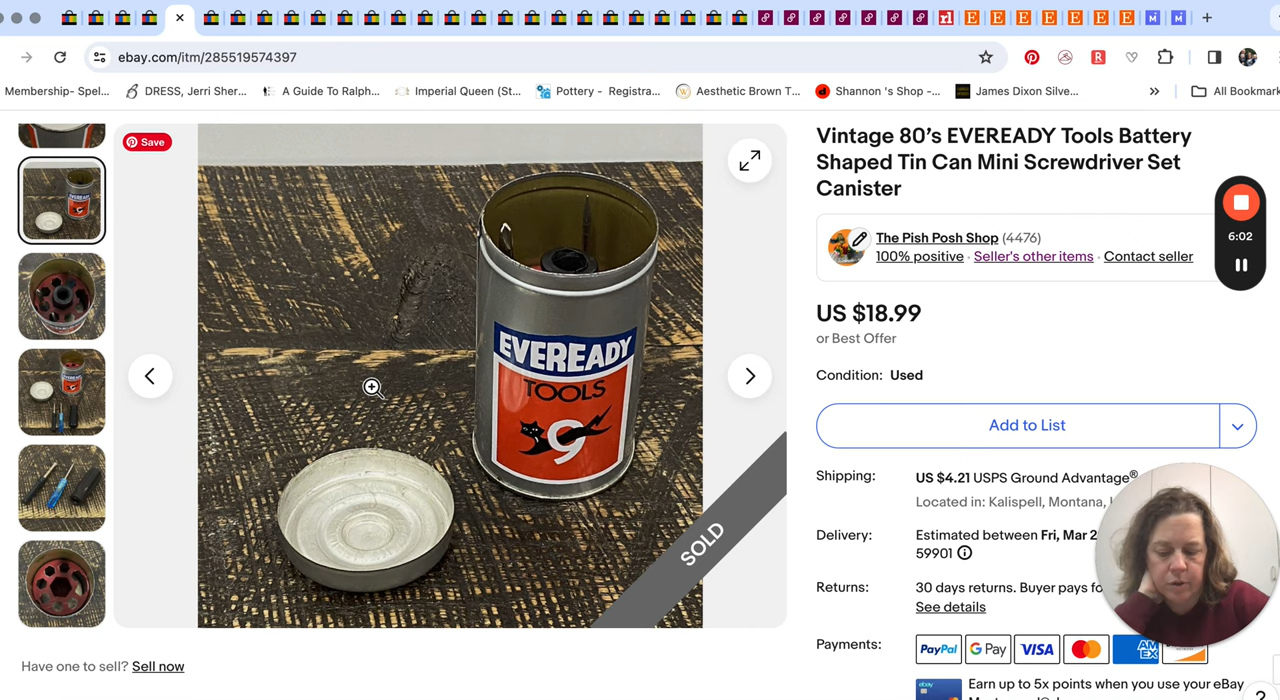 ebay.com/itm/285519574397
Membership- Spel...
DRESS, Jerri Sher...
A Guide To Ralph...
Imperial Queen (St...
Pottery - Registra...
Aesthetic Brown T...
Shannon 's Shop -...
James Dixon Silve...
»
All Bookmark
Save
EVEREADY
TOOLS
9
SOLD
Have one to sell? Sell now
Vintage 80’s EVEREADY Tools Battery
Shaped Tin Can Mini Screwdriver Set
Canister
The Pish Posh Shop (4476)
100% positive · Seller's other items · Contact seller
6:02
US $18.99
or Best Offer
Condition: Used
Add to List
Shipping: US $4.21 USPS Ground Advantage®
Located in: Kalispell, Montana,
Delivery: Estimated between Fri, Mar 2
59901
Returns: 30 days returns. Buyer pays fo
See details
Payments: PayPal G Pay VISA AM EX DISCOVER
Earn up to 5x points when you use your eBay